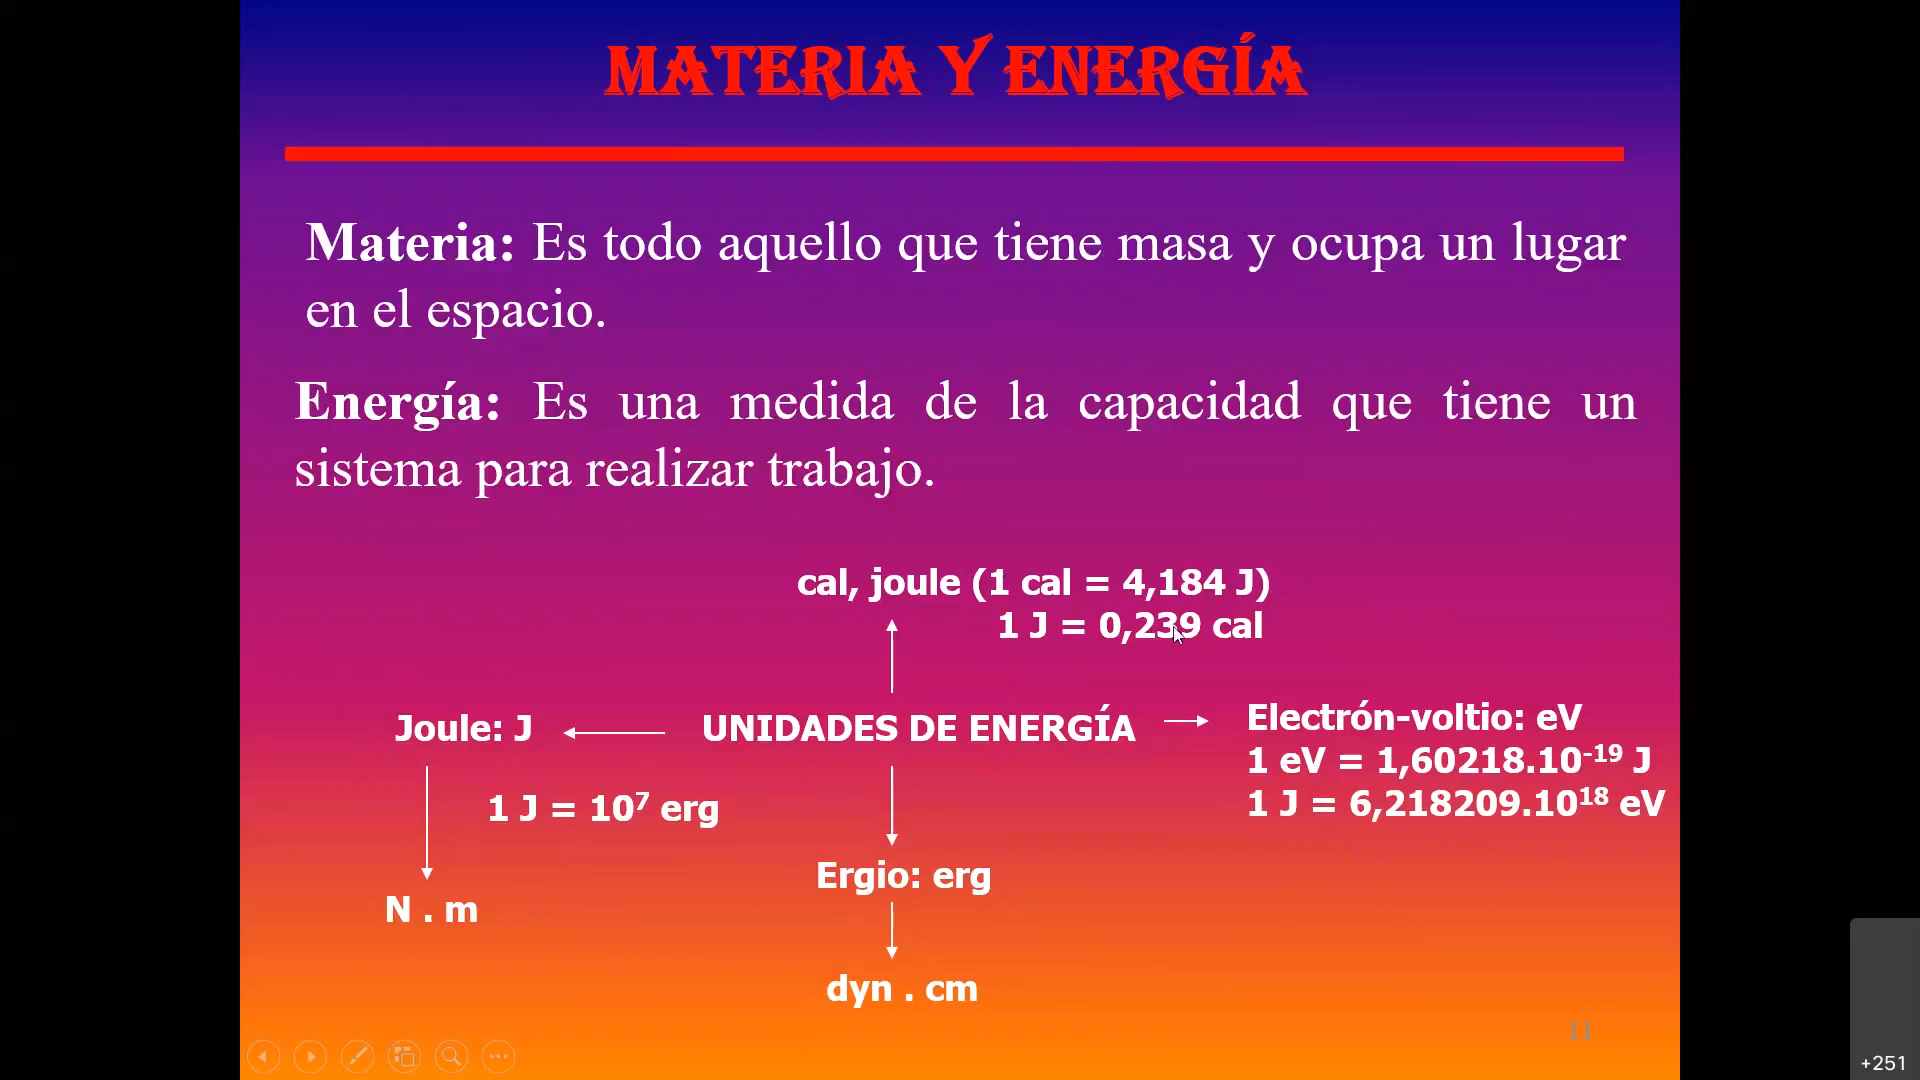 MATERIA Y ENERGÍA
Materia: Es todo aquello que tiene masa y ocupa un lugar
en el espacio.
Energía: Es una medida de la capacidad que tiene un
sistema para realizar trabajo.
cal, joule (1 cal = 4,184 J)
1 J = 0,239 cal
Joule: J
UNIDADES DE ENERGÍA
Electrón-voltio: eV
1 eV = 1,60218.10⁻¹⁹ J
1 J = 6,218209.10¹⁸ eV
1 J = 10⁷ erg
Ergio: erg
N . m
dyn . cm
11
+251